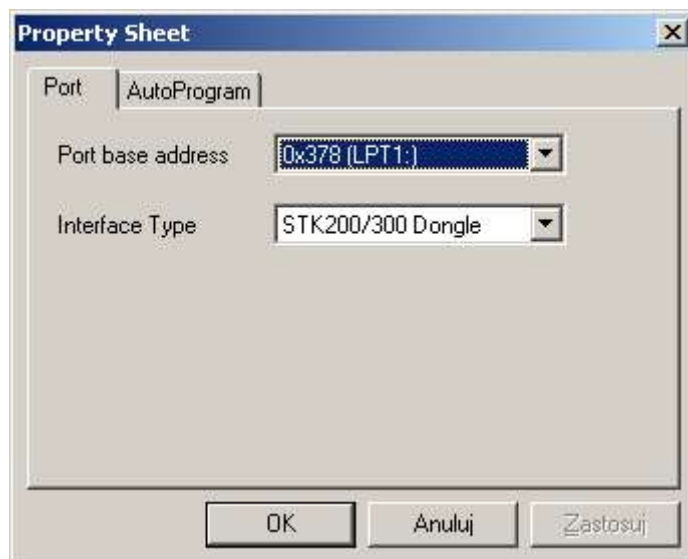 Property Sheet
Port AutoProgram
Port base address 0x378 (LPT1:)
Interface Type STK200/300 Dongle
OK Anuluj Zastosuj